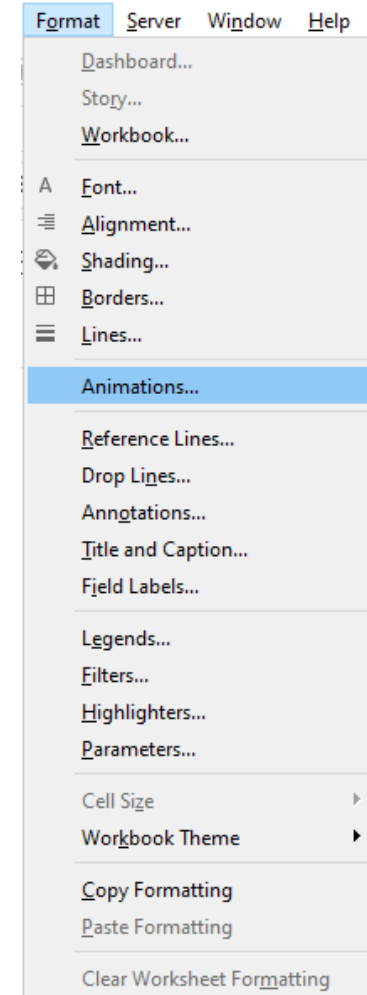 Format Server Window Help
Dashboard...
Story...
Workbook...
A Font...
Alignment...
Shading...
Borders...
Lines...
Animations...
Reference Lines...
Drop Lines...
Annotations...
Title and Caption...
Field Labels...
Legends...
Filters...
Highlighters...
Parameters...
Cell Size
Workbook Theme
Copy Formatting
Paste Formatting
Clear Worksheet Formatting